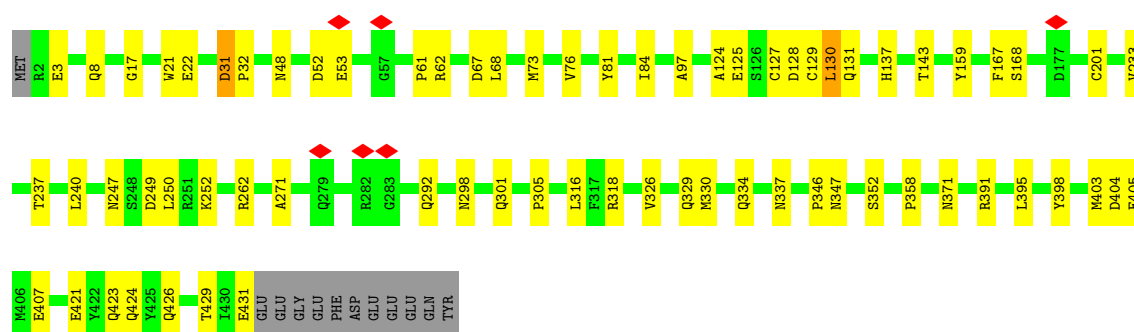 MET R2 E3 Q8 G17 W21 E22 D31 P32 N48 D52 E53 G57 P61 R62 D67 L68 M73 V76 Y81 I84 A97 A124 E125 S126 C127 D128 C129 L130 Q131 H137 T143 Y159 F167 S168 D177 C201
T237 L240 N247 S248 D249 L250 R251 K252 R262 A271 Q279 R282 G283 Q292 N298 Q301 P305 L316 F317 R318 V326 Q329 M330 Q334 N337 P346 N347 S352 P358 N371 R391 L395 Y398 M403 D404
M406 E407 E421 Y422 Q423 Q424 Y425 Q426 T429 I430 E431 GLU GLU GLY GLU PHE ASP GLU GLU GLU GLN TYR